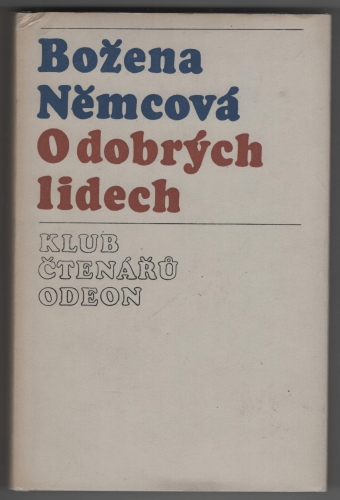 Božena
Němcová
O dobrých
lidech
KLUB
ČTENÁŘŮ
ODEON